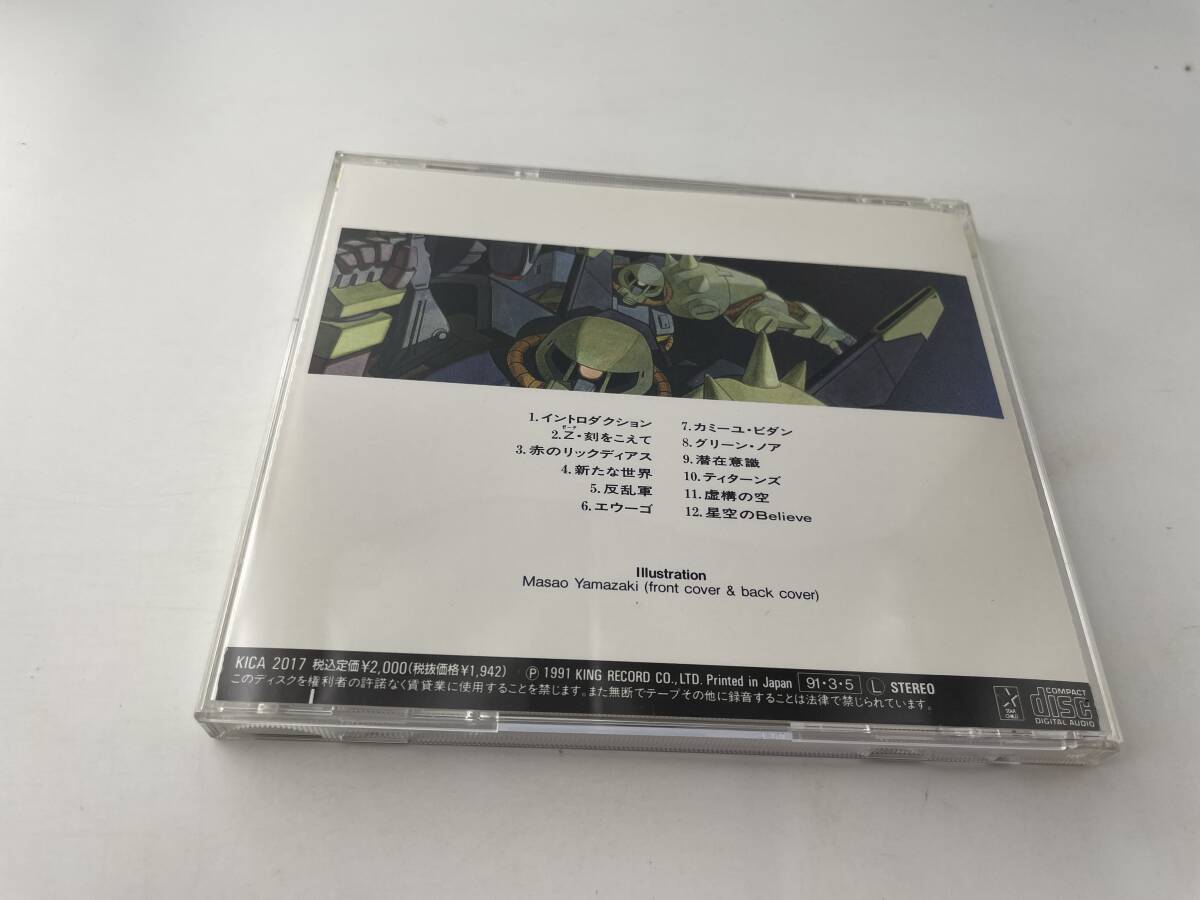 1.イントロダクション
2.Z・刻をこえて
3.赤のリックディアス
4.新たな世界
5.反乱軍
6.エウーゴ
7.カミーユ・ビダン
8.グリーン・ノア
9.潜在意識
10.ティターンズ
11.虚構の空
12.星空のBelieve
Illustration
Masao Yamazaki (front cover & back cover)
KICA 2017 税込定価¥2,000(税抜価格¥1,942) Ⓟ 1991 KING RECORD CO.,LTD. Printed in Japan 91・3・5 L STEREO
このディスクを権利者の許諾なく賃貸業に使用することを禁じます。また無断でテープその他に録音することは法律で禁じられています。
STAR CHILD
COMPACT
disc
DIGITAL AUDIO